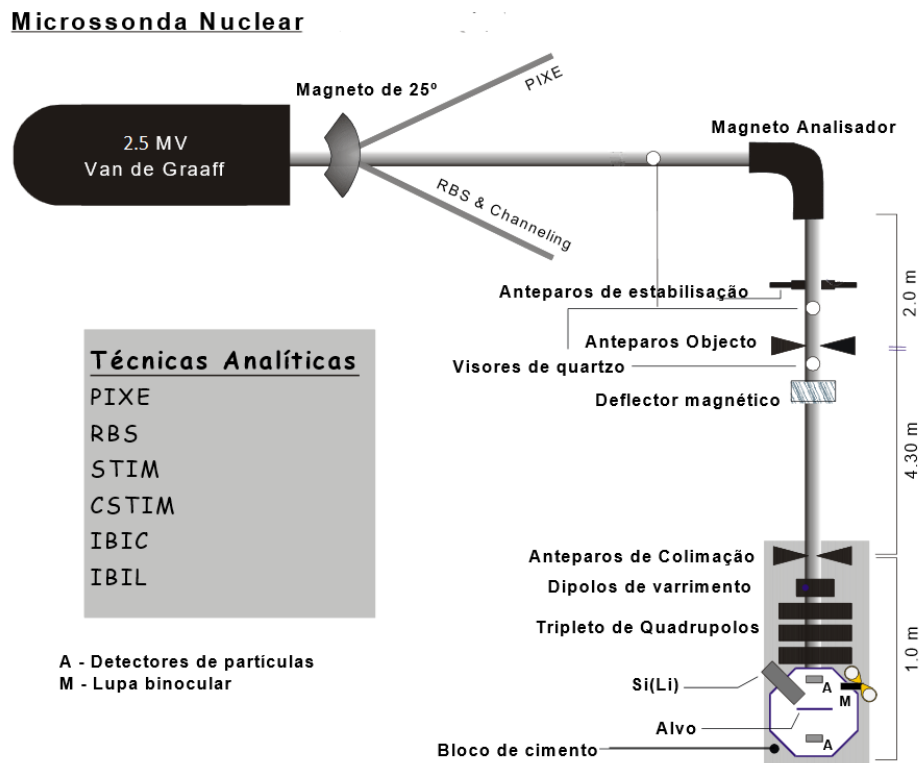 Microssonda Nuclear
PIXE
Magneto de 25º
2.5 MV
Van de Graaff
Magneto Analisador
RBS & Channeling
Anteparos de estabilisação
2.0 m
Anteparos Objecto
Visores de quartzo
Deflector magnético
4.30 m
Técnicas Analíticas
PIXE
RBS
STIM
CSTIM
IBIC
IBIL
Anteparos de Colimação
Dipolos de varrimento
Tripleto de Quadrupolos
1.0 m
A - Detectores de partículas
M - Lupa binocular
Si(Li)
A
M
Alvo
A
Bloco de cimento